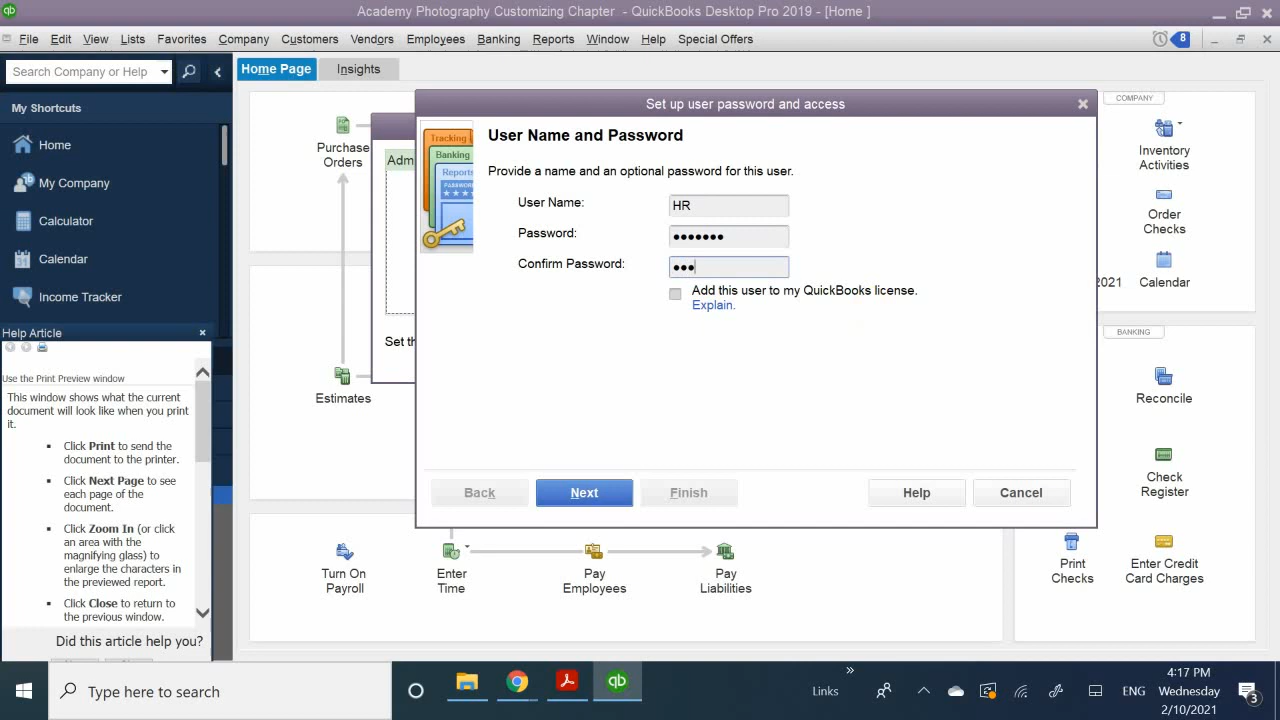 Academy Photography Customizing Chapter - QuickBooks Desktop Pro 2019 - [Home ]
File Edit View Lists Favorites Company Customers Vendors Employees Banking Reports Window Help Special Offers
8
Search Company or Help
Home Page
Insights
My Shortcuts
Home
My Company
Calculator
Calendar
Income Tracker
Help Article
Use the Print Preview window
This window shows what the current
document will look like when you print
it.
Click Print to send the
document to the printer.
Click Next Page to see
each page of the
document.
Click Zoom In (or click
an area with the
magnifying glass) to
enlarge the characters in
the previewed report.
Click Close to return to
the previous window.
Did this article help you?
Purchase
Orders
Estimates
Admi
Set th
Set up user password and access
Tracking
Banking
Reports
PASSWORD
User Name and Password
Provide a name and an optional password for this user.
User Name:
HR
Password:
●●●●●●●
Confirm Password:
●●●
Add this user to my QuickBooks license.
Explain.
Back
Next
Finish
Help
Cancel
Turn On
Payroll
Enter
Time
Pay
Employees
Pay
Liabilities
COMPANY
Inventory
Activities
Order
Checks
2021
Calendar
BANKING
Reconcile
Check
Register
Print
Checks
Enter Credit
Card Charges
Type here to search
Links
»
ENG
4:17 PM
Wednesday
2/10/2021
3